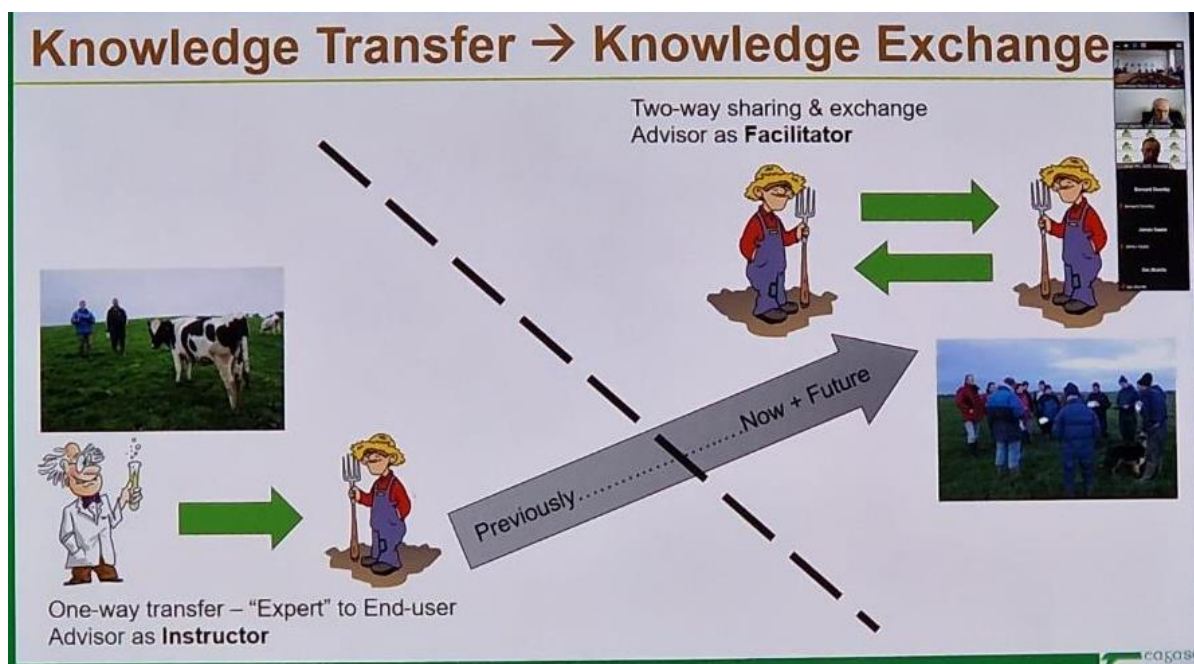 Knowledge Transfer → Knowledge Exchange
Two-way sharing & exchange
Advisor as Facilitator
Previously..........................Now + Future
One-way transfer – “Expert” to End-user
Advisor as Instructor